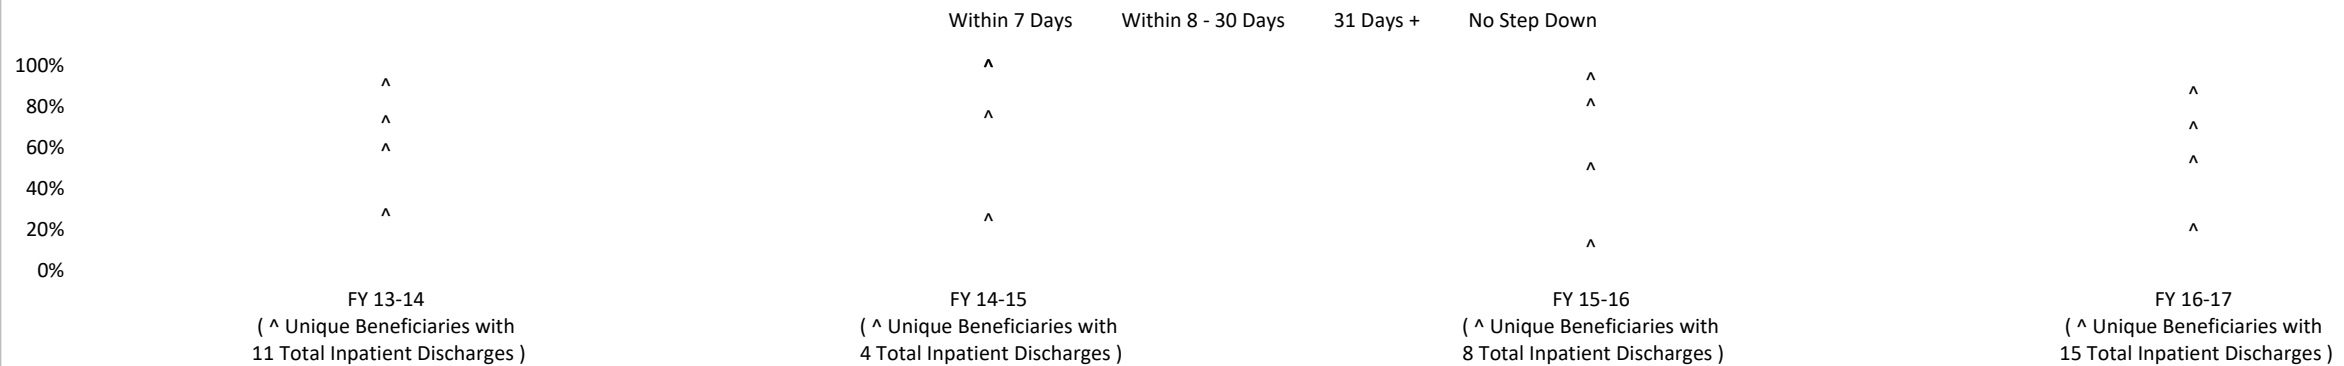 Within 7 Days Within 8 - 30 Days 31 Days + No Step Down
100%
^ ^ ^ ^
80%
^ ^ ^ ^
60%
^ ^ ^ ^
40%
^ ^ ^ ^
20%
0%
FY 13-14 FY 14-15 FY 15-16 FY 16-17
( ^ Unique Beneficiaries with ( ^ Unique Beneficiaries with ( ^ Unique Beneficiaries with ( ^ Unique Beneficiaries with
11 Total Inpatient Discharges ) 4 Total Inpatient Discharges ) 8 Total Inpatient Discharges ) 15 Total Inpatient Discharges )